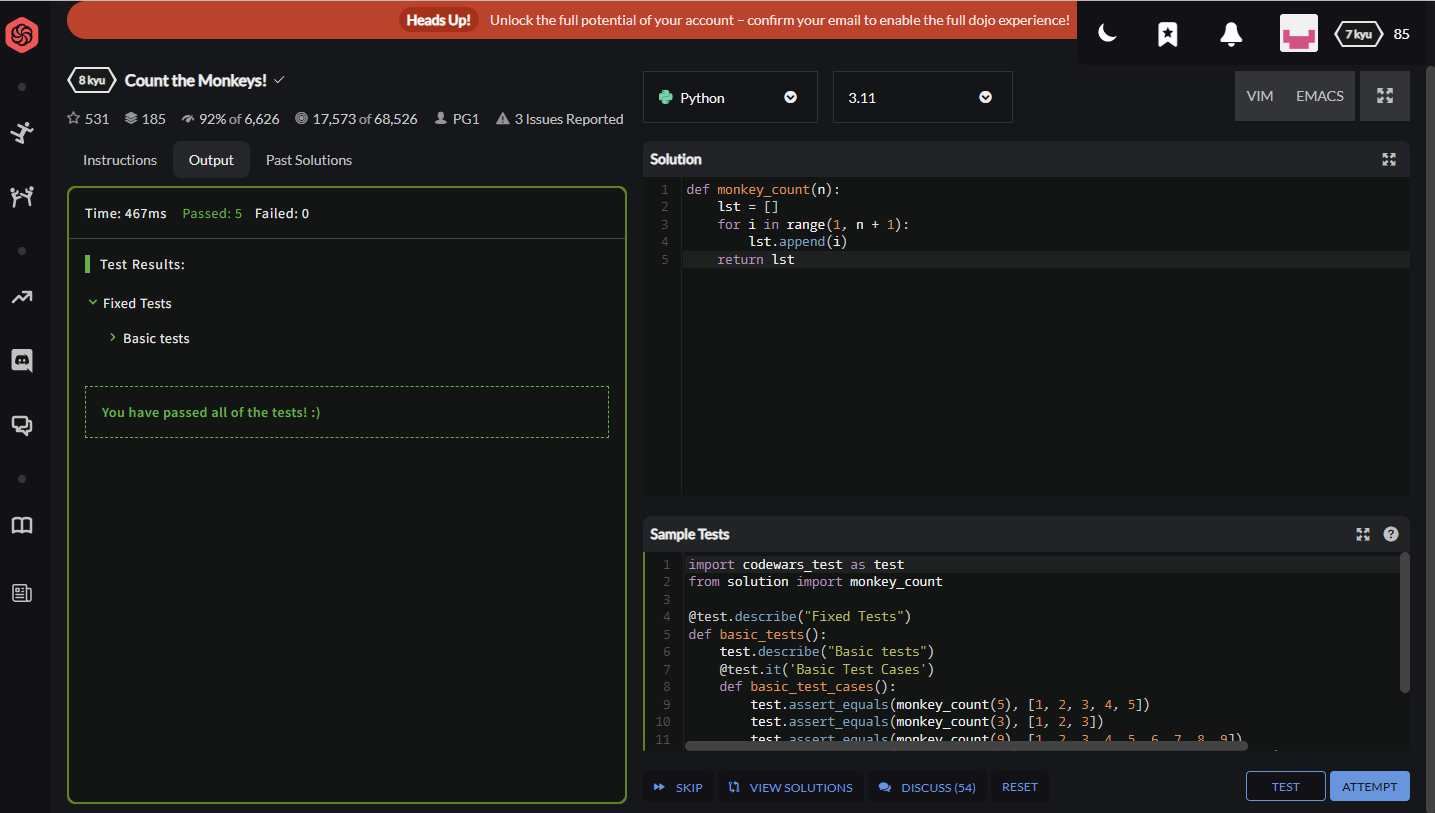 Heads Up! Unlock the full potential of your account – confirm your email to enable the full dojo experience!
7 kyu 85
8 kyu Count the Monkeys!
531 185 92% of 6,626 17,573 of 68,526 PG1 3 Issues Reported
Instructions Output Past Solutions
Time: 467ms Passed: 5 Failed: 0
Test Results:
Fixed Tests
Basic tests
You have passed all of the tests! :)
Python 3.11 VIM EMACS
Solution
1 def monkey_count(n):
2     lst = []
3     for i in range(1, n + 1):
4         lst.append(i)
5     return lst
Sample Tests
1 import codewars_test as test
2 from solution import monkey_count
3
4 @test.describe("Fixed Tests")
5 def basic_tests():
6     test.describe("Basic tests")
7     @test.it('Basic Test Cases')
8     def basic_test_cases():
9         test.assert_equals(monkey_count(5), [1, 2, 3, 4, 5])
10         test.assert_equals(monkey_count(3), [1, 2, 3])
11         test.assert_equals(monkey_count(9), [1, 2, 3, 4, 5, 6, 7, 8, 9])
SKIP VIEW SOLUTIONS DISCUSS (54) RESET TEST ATTEMPT